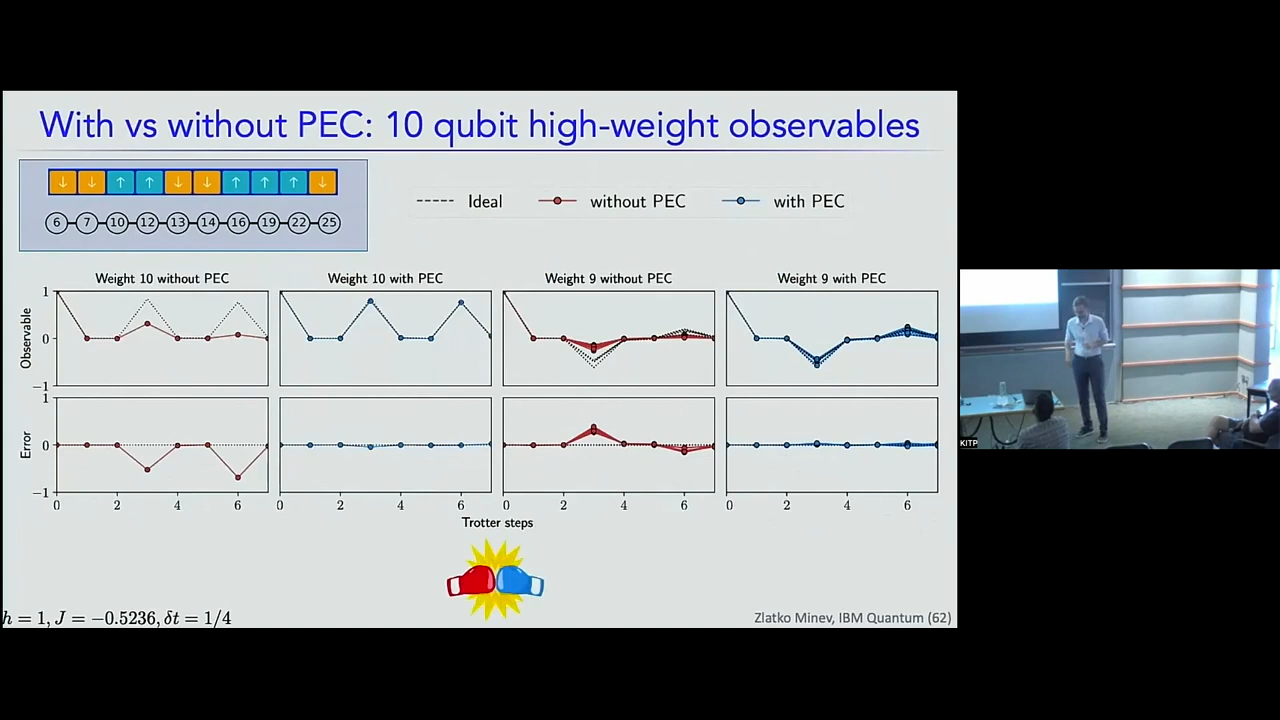 With vs without PEC: 10 qubit high-weight observables
↓ ↓ ↑ ↑ ↓ ↓ ↑ ↑ ↑ ↓
6 7 10 12 13 14 16 19 22 25
Ideal without PEC with PEC
Weight 10 without PEC Weight 10 with PEC Weight 9 without PEC Weight 9 with PEC
Observable
1
0
−1
Error
1
0
−1
0 2 4 6 0 2 4 6 0 2 4 6 0 2 4 6
Trotter steps
h = 1, J = −0.5236, δt = 1/4
Zlatko Minev, IBM Quantum (62)
KITP